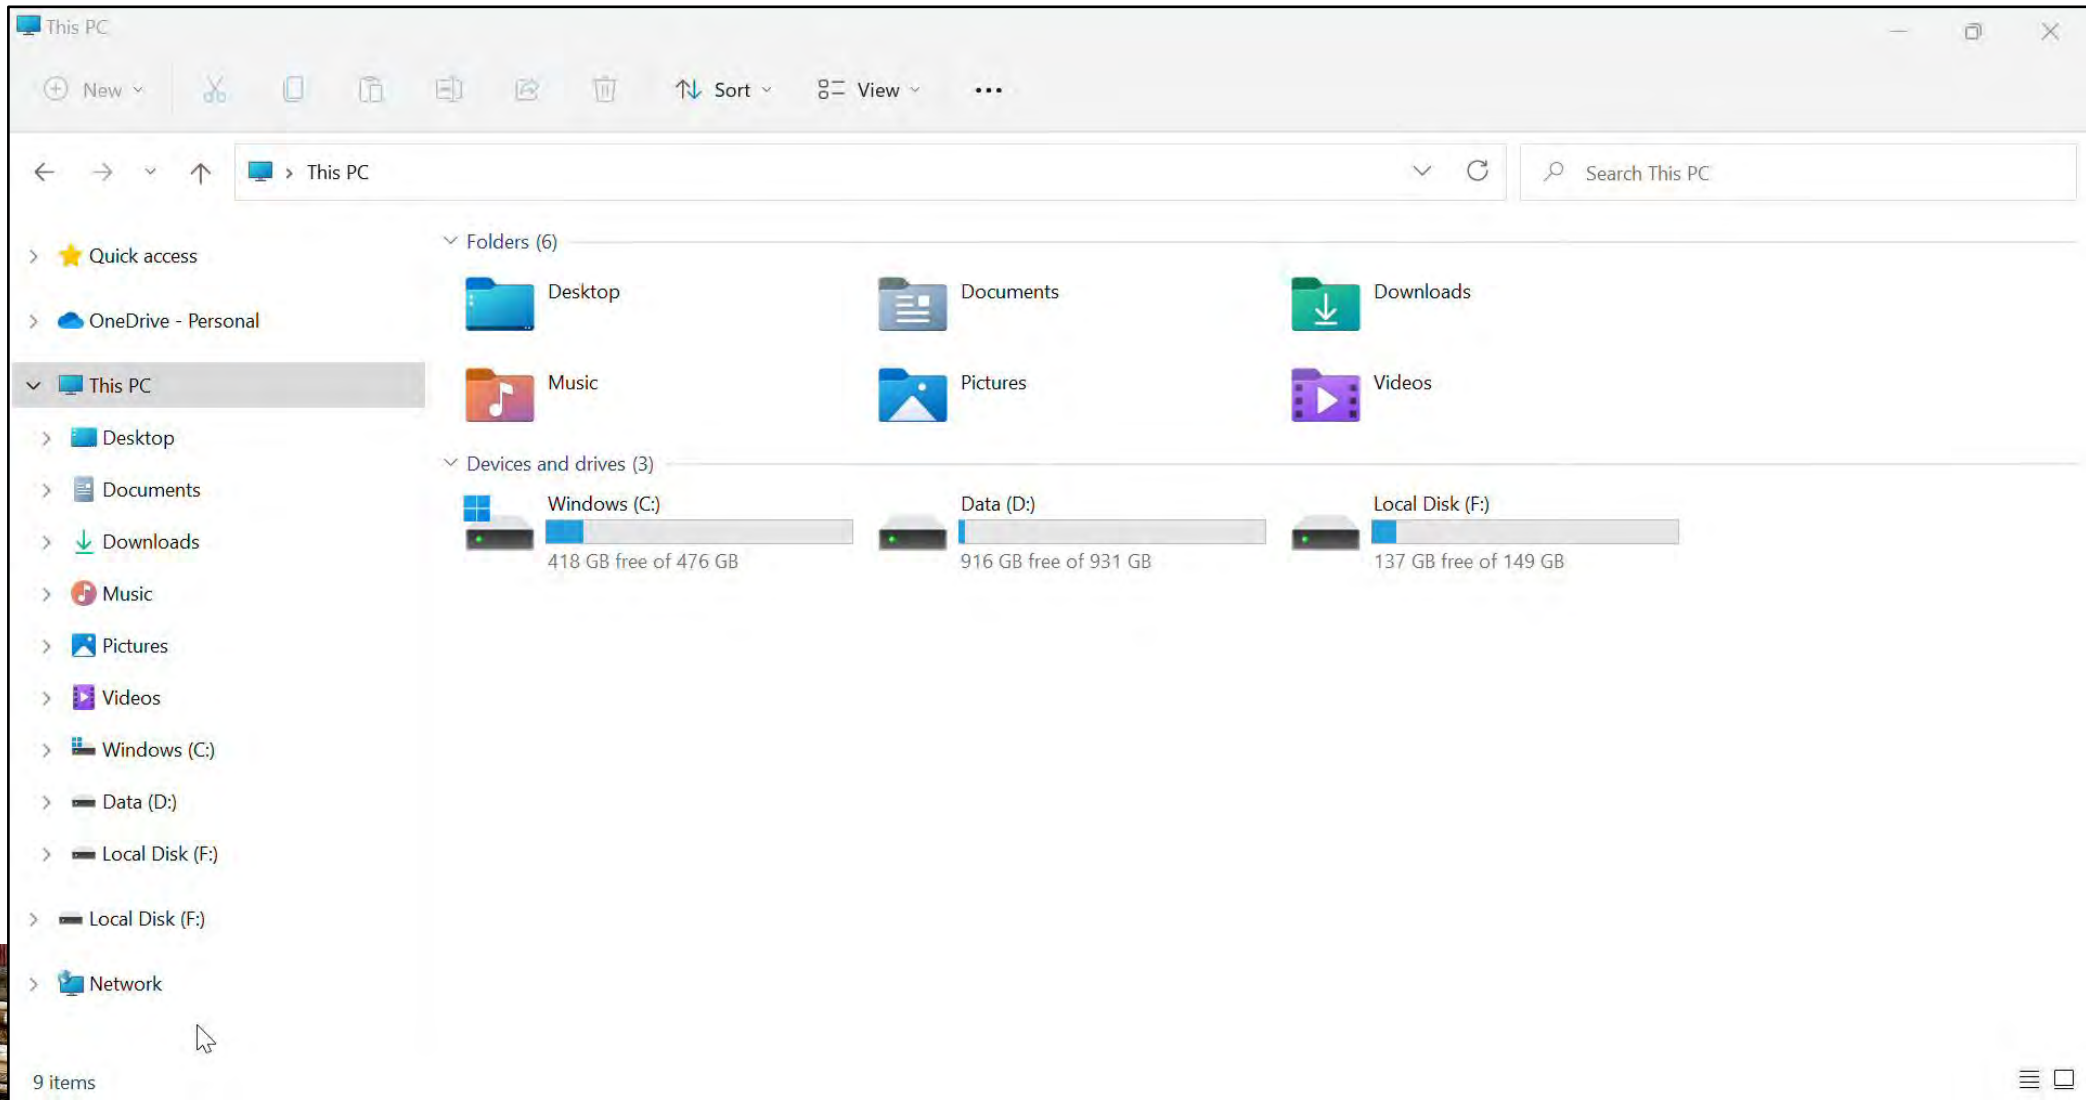 This PC
New
Sort
View
This PC
Search This PC
Quick access
OneDrive - Personal
This PC
Desktop
Documents
Downloads
Music
Pictures
Videos
Windows (C:)
Data (D:)
Local Disk (F:)
Local Disk (F:)
Network
Folders (6)
Desktop
Documents
Downloads
Music
Pictures
Videos
Devices and drives (3)
Windows (C:)
418 GB free of 476 GB
Data (D:)
916 GB free of 931 GB
Local Disk (F:)
137 GB free of 149 GB
9 items